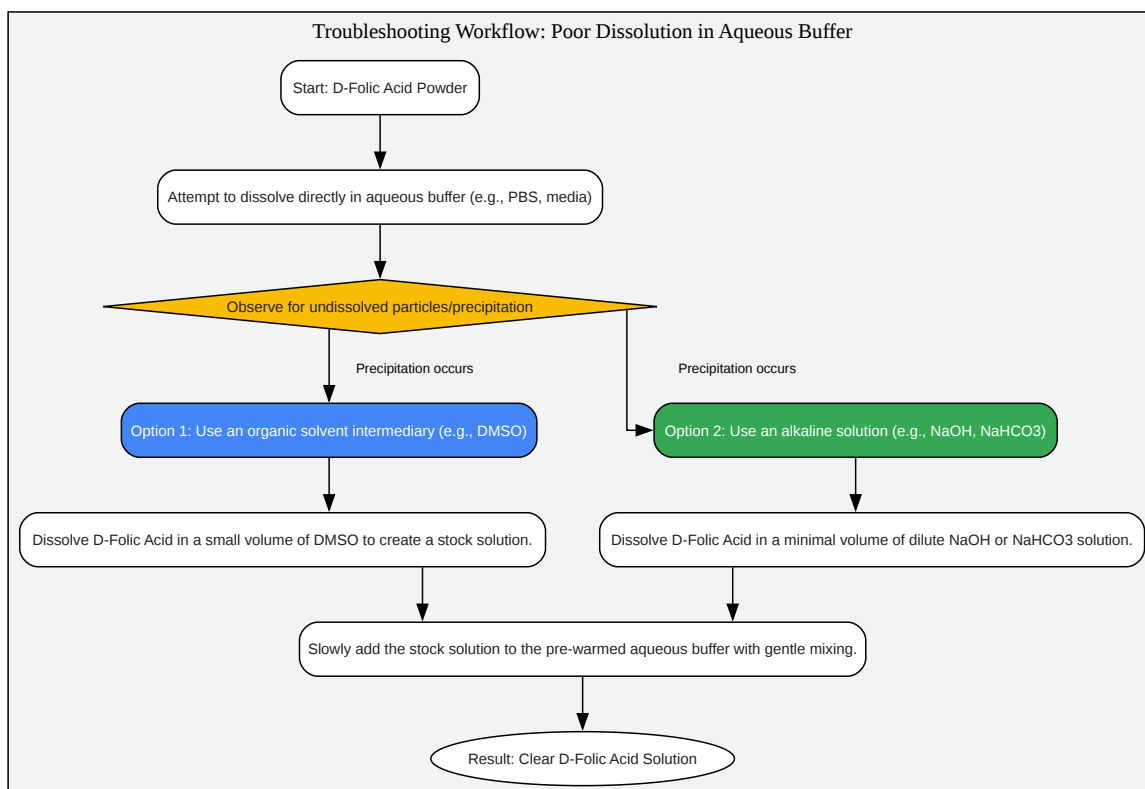 Troubleshooting Workflow: Poor Dissolution in Aqueous Buffer
Start: D-Folic Acid Powder
Attempt to dissolve directly in aqueous buffer (e.g., PBS, media)
Observe for undissolved particles/precipitation
Precipitation occurs
Precipitation occurs
Option 1: Use an organic solvent intermediary (e.g., DMSO)
Option 2: Use an alkaline solution (e.g., NaOH, NaHCO3)
Dissolve D-Folic Acid in a small volume of DMSO to create a stock solution.
Dissolve D-Folic Acid in a minimal volume of dilute NaOH or NaHCO3 solution.
Slowly add the stock solution to the pre-warmed aqueous buffer with gentle mixing.
Result: Clear D-Folic Acid Solution